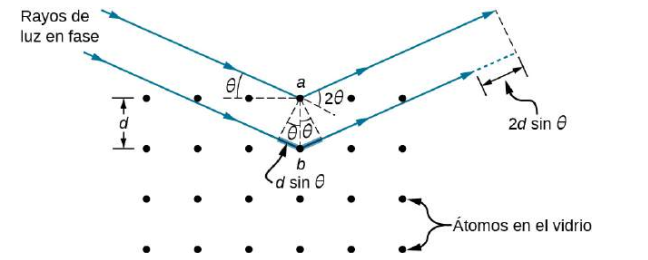 Rayos de
luz en fase
θ
a
2θ
d
θ θ
b
d sin θ
2d sin θ
Átomos en el vidrio